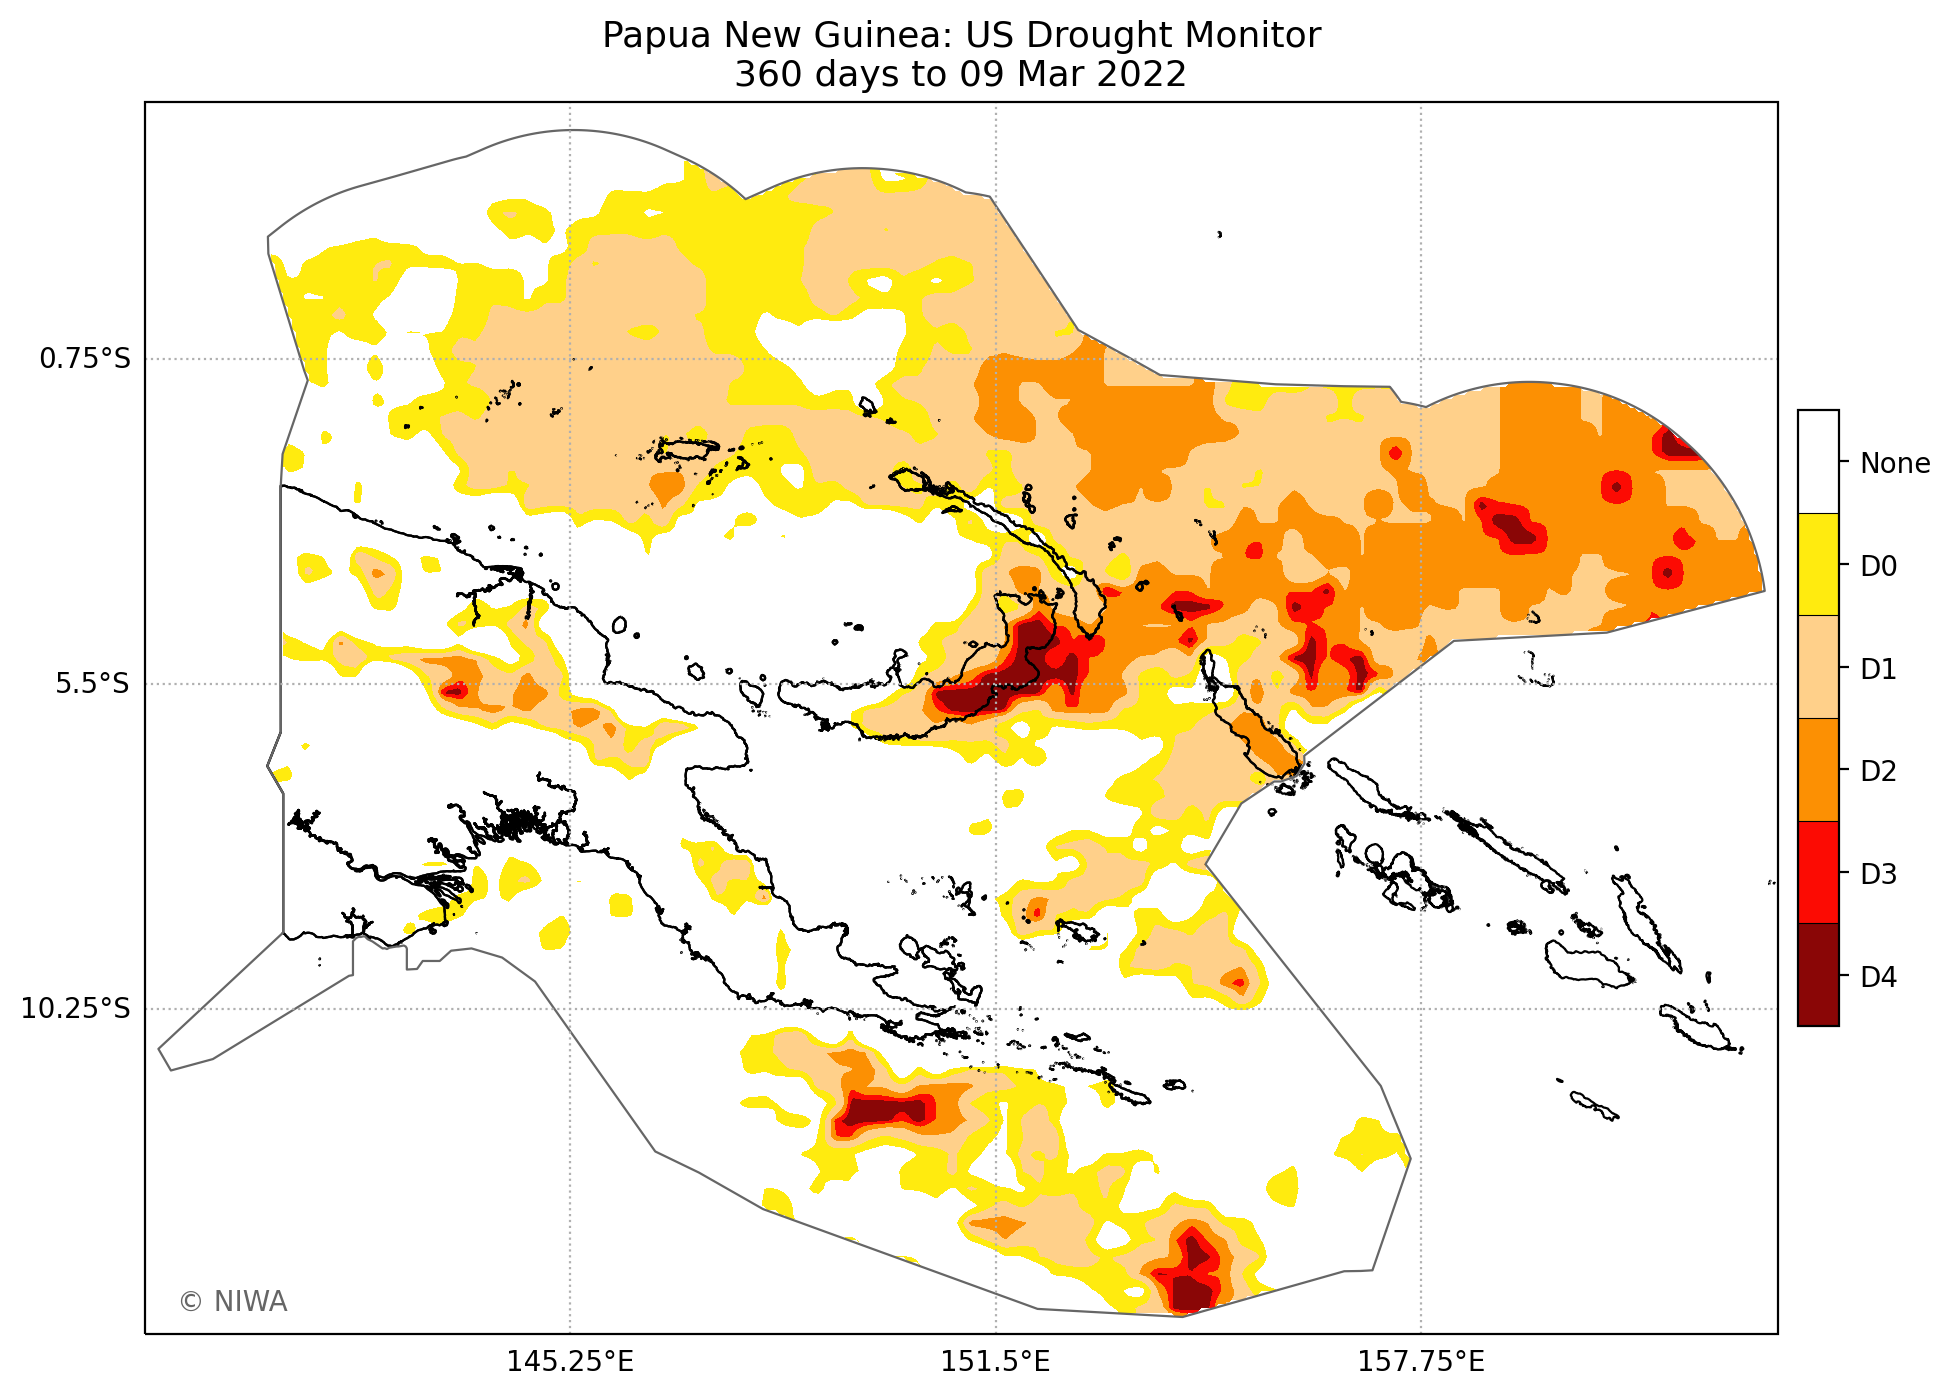 Papua New Guinea: US Drought Monitor
360 days to 09 Mar 2022
0.75°S
5.5°S
10.25°S
145.25°E
151.5°E
157.75°E
None
D0
D1
D2
D3
D4
© NIWA